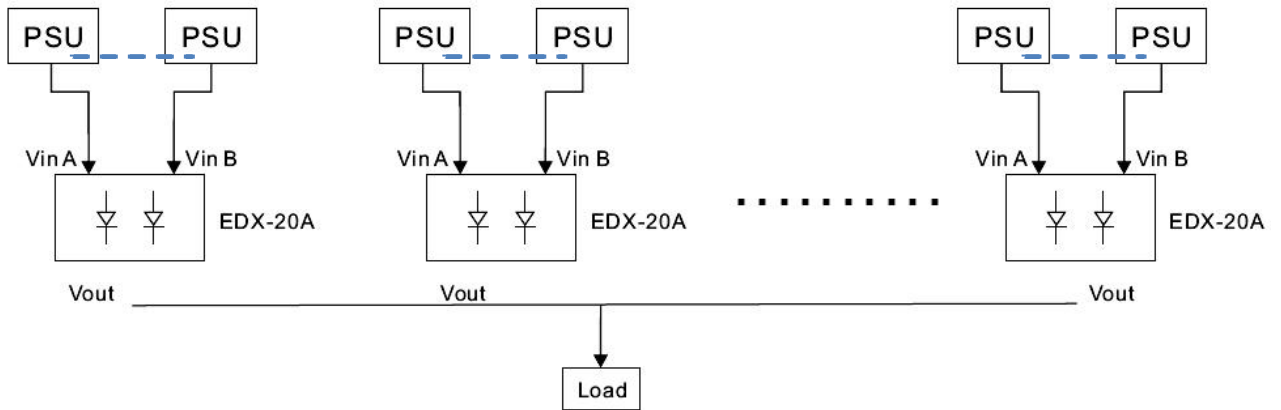 PSU PSU PSU PSU PSU PSU
Vin A Vin B Vin A Vin B Vin A Vin B
EDX-20A EDX-20A EDX-20A
Vout Vout Vout
Load